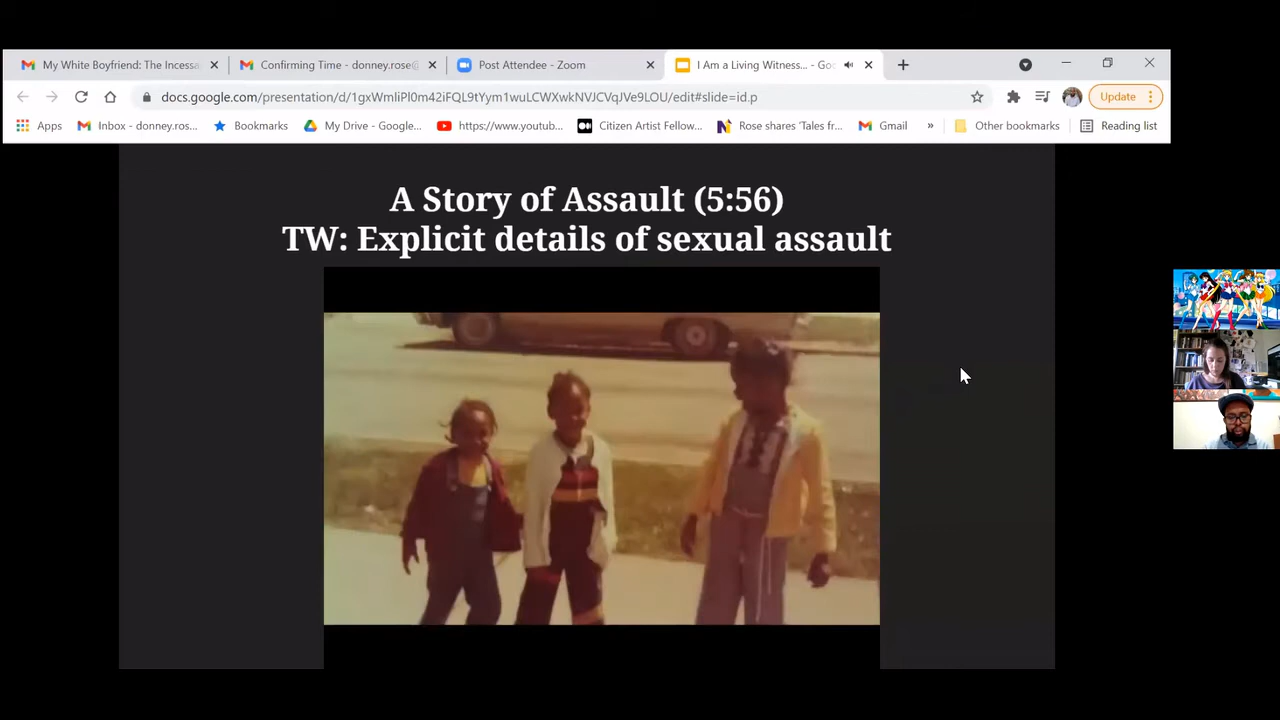 My White Boyfriend: The Incessa
Confirming Time - donney.rose@
Post Attendee - Zoom
I Am a Living Witness... - Goo
Update
docs.google.com/presentation/d/1gxWmliPl0m42iFQL9tYym1wuLCWXwkNVJCVqJVe9LOU/edit#slide=id.p
Apps
Inbox - donney.ros...
Bookmarks
My Drive - Google...
https://www.youtub...
Citizen Artist Fellow...
Rose shares 'Tales fr...
Gmail
»
Other bookmarks
Reading list
A Story of Assault (5:56)
TW: Explicit details of sexual assault